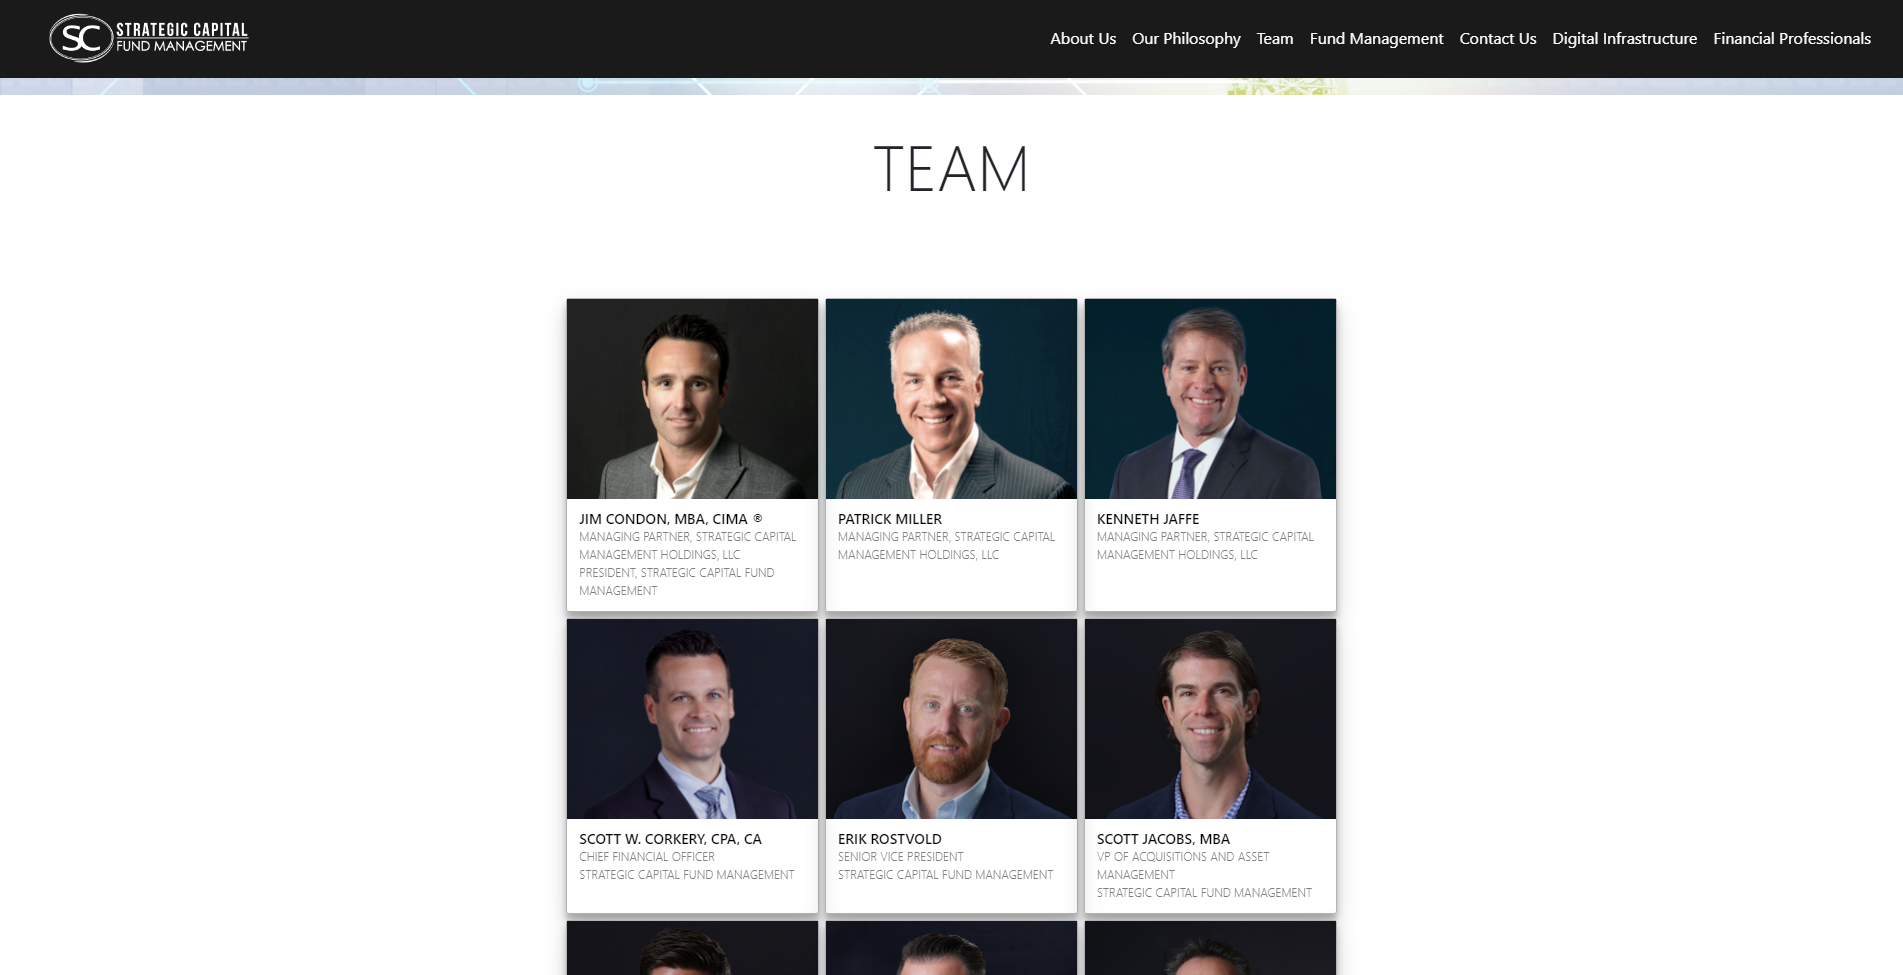 SC STRATEGIC CAPITAL
FUND MANAGEMENT
About Us Our Philosophy Team Fund Management Contact Us Digital Infrastructure Financial Professionals
TEAM
JIM CONDON, MBA, CIMA ®
MANAGING PARTNER, STRATEGIC CAPITAL
MANAGEMENT HOLDINGS, LLC
PRESIDENT, STRATEGIC CAPITAL FUND
MANAGEMENT
PATRICK MILLER
MANAGING PARTNER, STRATEGIC CAPITAL
MANAGEMENT HOLDINGS, LLC
KENNETH JAFFE
MANAGING PARTNER, STRATEGIC CAPITAL
MANAGEMENT HOLDINGS, LLC
SCOTT W. CORKERY, CPA, CA
CHIEF FINANCIAL OFFICER
STRATEGIC CAPITAL FUND MANAGEMENT
ERIK ROSTVOLD
SENIOR VICE PRESIDENT
STRATEGIC CAPITAL FUND MANAGEMENT
SCOTT JACOBS, MBA
VP OF ACQUISITIONS AND ASSET
MANAGEMENT
STRATEGIC CAPITAL FUND MANAGEMENT